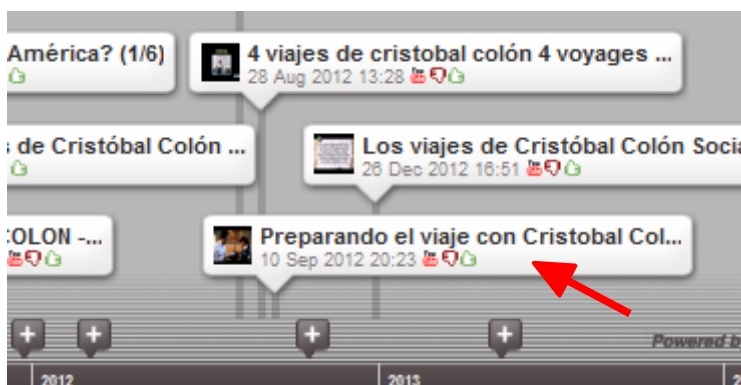 América? (1/6)
4 viajes de cristobal colón 4 voyages ...
28 Aug 2012 13:28
s de Cristóbal Colón ...
Los viajes de Cristóbal Colón Socia
26 Dec 2012 16:51
COLON -...
Preparando el viaje con Cristobal Col...
10 Sep 2012 20:23
Powered b
2012
2013
2